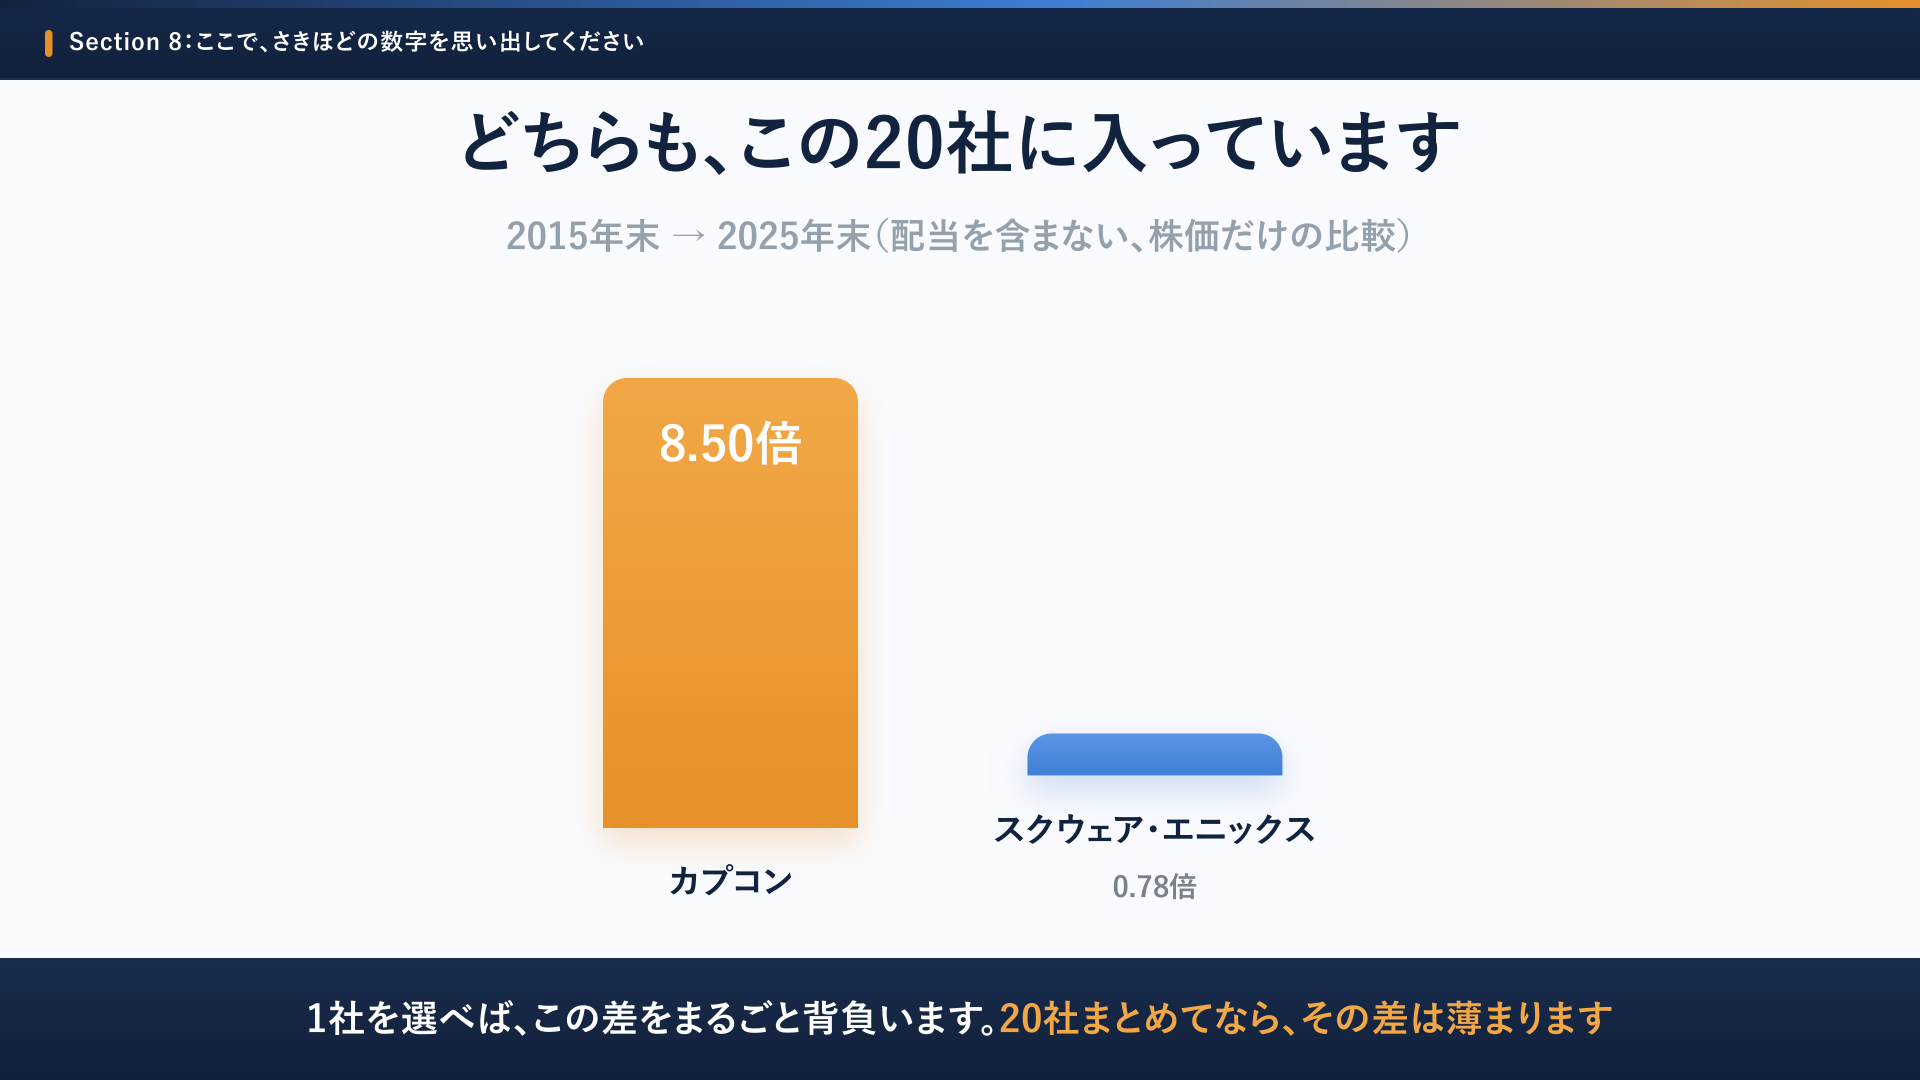 Section 8：ここで、さきほどの数字を思い出してください
どちらも、この20社に入っています
2015年末 → 2025年末（配当を含まない、株価だけの比較）
8.50倍
カプコン
スクウェア・エニックス
0.78倍
1社を選べば、この差をまるごと背負います。20社まとめてなら、その差は薄まります